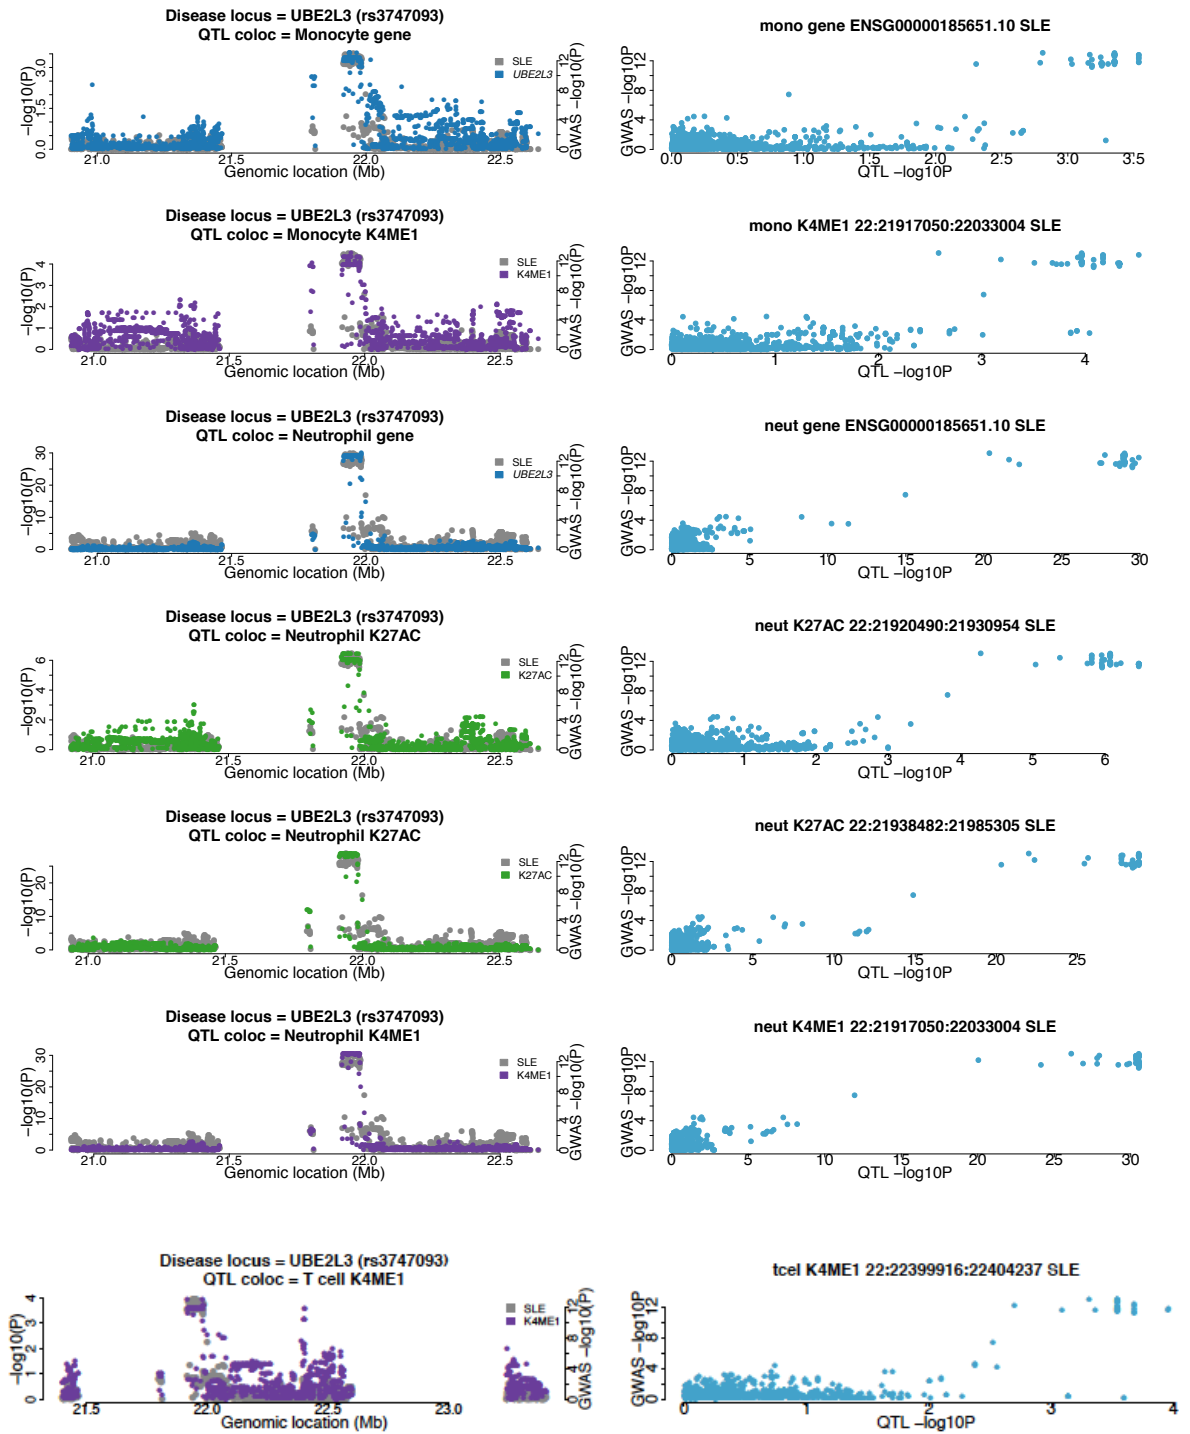 Disease locus = UBE2L3 (rs3747093)
QTL coloc = Monocyte gene
−log10(P)
0.0 1.5 3.0
21.0 21.5 22.0 22.5
Genomic location (Mb)
SLE
UBE2L3
0 4 8 12
GWAS −log10(P)
mono gene ENSG00000185651.10 SLE
GWAS −log10P
0 4 8 12
0.0 0.5 1.0 1.5 2.0 2.5 3.0 3.5
QTL −log10P
Disease locus = UBE2L3 (rs3747093)
QTL coloc = Monocyte K4ME1
−log10(P)
0 1 2 3 4
21.0 21.5 22.0 22.5
Genomic location (Mb)
SLE
K4ME1
0 4 8 12
GWAS −log10(P)
mono K4ME1 22:21917050:22033004 SLE
GWAS −log10P
0 4 8 12
0 1 2 3 4
QTL −log10P
Disease locus = UBE2L3 (rs3747093)
QTL coloc = Neutrophil gene
−log10(P)
0 10 20 30
21.0 21.5 22.0 22.5
Genomic location (Mb)
SLE
UBE2L3
0 4 8 12
GWAS −log10(P)
neut gene ENSG00000185651.10 SLE
GWAS −log10P
0 4 8 12
0 5 10 15 20 25 30
QTL −log10P
Disease locus = UBE2L3 (rs3747093)
QTL coloc = Neutrophil K27AC
−log10(P)
0 2 4 6
21.0 21.5 22.0 22.5
Genomic location (Mb)
SLE
K27AC
0 4 8 12
GWAS −log10(P)
neut K27AC 22:21920490:21930954 SLE
GWAS −log10P
0 4 8 12
0 1 2 3 4 5 6
QTL −log10P
Disease locus = UBE2L3 (rs3747093)
QTL coloc = Neutrophil K27AC
−log10(P)
0 10 20
21.0 21.5 22.0 22.5
Genomic location (Mb)
SLE
K27AC
0 4 8 12
GWAS −log10(P)
neut K27AC 22:21938482:21985305 SLE
GWAS −log10P
0 4 8 12
0 5 10 15 20 25
QTL −log10P
Disease locus = UBE2L3 (rs3747093)
QTL coloc = Neutrophil K4ME1
−log10(P)
0 10 20 30
21.0 21.5 22.0 22.5
Genomic location (Mb)
SLE
K4ME1
0 4 8 12
GWAS −log10(P)
neut K4ME1 22:21917050:22033004 SLE
GWAS −log10P
0 4 8 12
0 5 10 15 20 25 30
QTL −log10P
Disease locus = UBE2L3 (rs3747093)
QTL coloc = T cell K4ME1
−log10(P)
0 1 2 3 4
21.5 22.0 23.0
Genomic location (Mb)
SLE
K4ME1
0 4 8 12
GWAS −log10(P)
tcel K4ME1 22:22399916:22404237 SLE
GWAS −log10P
0 4 8 12
0 1 2 3 4
QTL −log10P